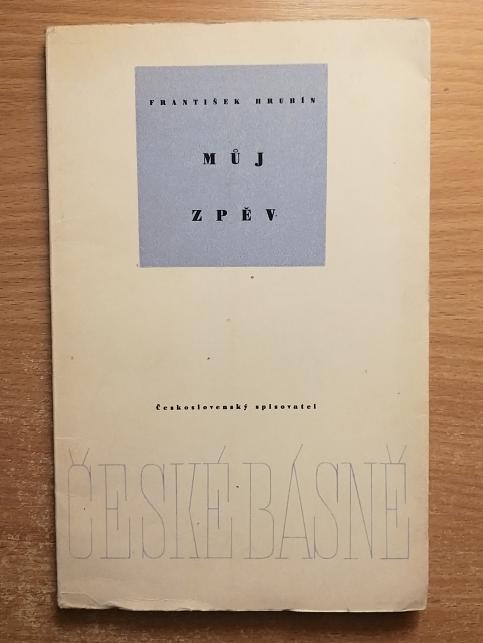 FRANTIŠEK HRUBÍN
MŮJ
ZPĚV
Československý spisovatel
ČESKÉ BÁSNĚ